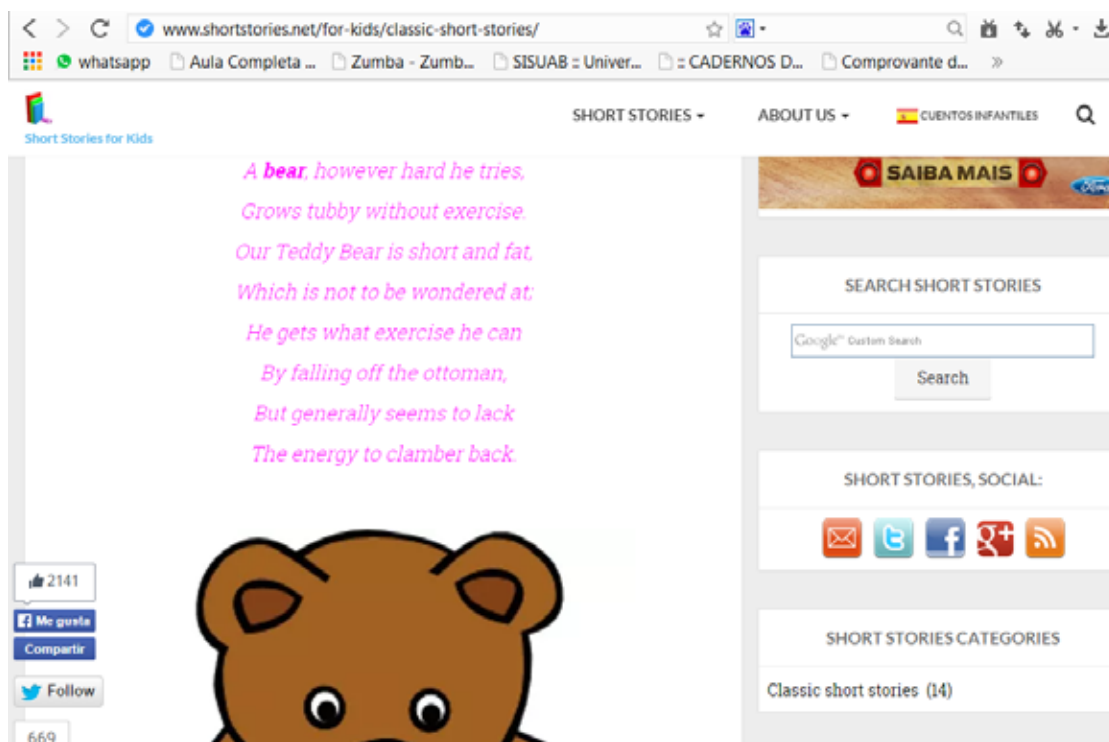 www.shortstories.net/for-kids/classic-short-stories/
whatsapp Aula Completa ... Zumba - Zumb... SISUAB :: Univer... :: CADERNOS D... Comprovante d... »
Short Stories for Kids
SHORT STORIES ABOUT US CUENTOS INFANTILES
A bear, however hard he tries,
Grows tubby without exercise.
Our Teddy Bear is short and fat,
Which is not to be wondered at;
He gets what exercise he can
By falling off the ottoman,
But generally seems to lack
The energy to clamber back.
SAIBA MAIS
Ford
SEARCH SHORT STORIES
Google™ Custom Search
Search
SHORT STORIES, SOCIAL:
2141
Me gusta
Compartir
Follow
669
SHORT STORIES CATEGORIES
Classic short stories (14)